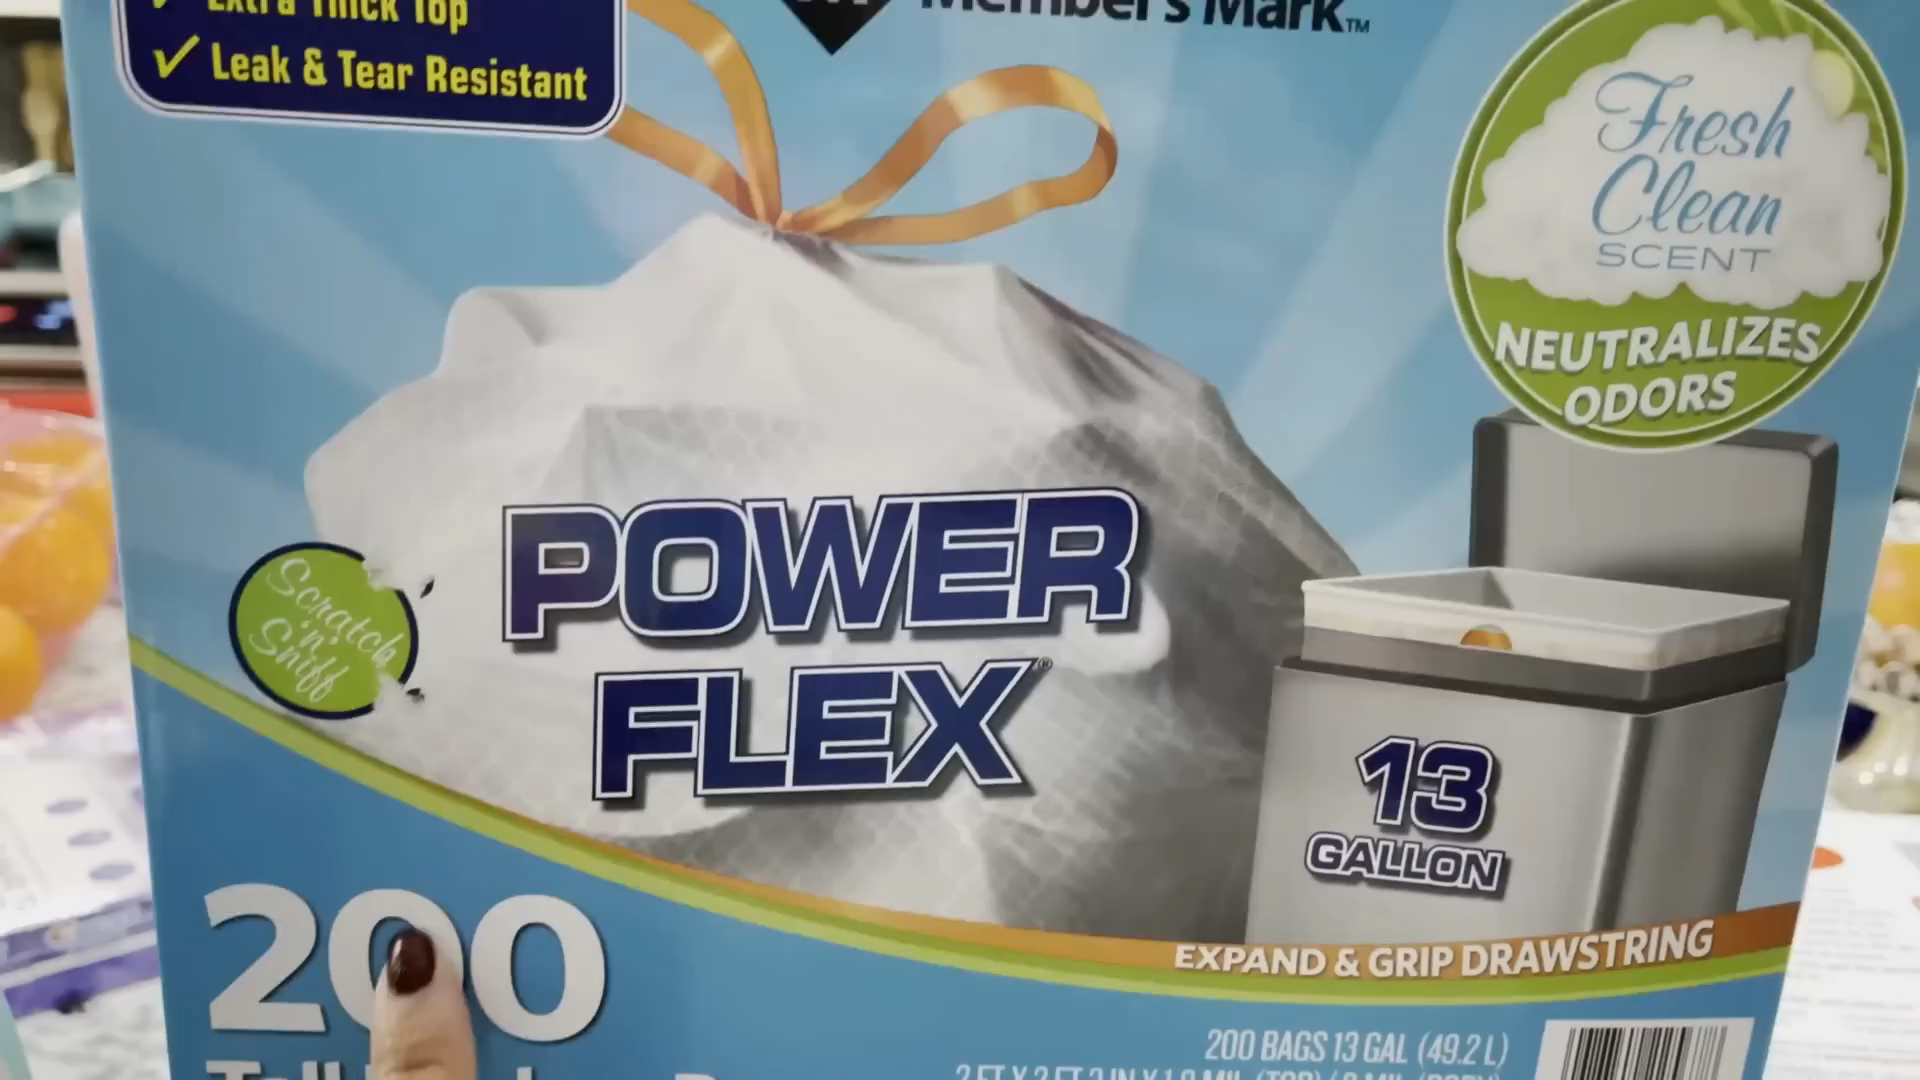 Extra Thick Top
✓ Leak & Tear Resistant
Member's Mark™
Fresh
Clean
SCENT
NEUTRALIZES
ODORS
Scratch
'n'
Sniff
POWER
FLEX®
13
GALLON
EXPAND & GRIP DRAWSTRING
200
200 BAGS 13 GAL (49.2 L)